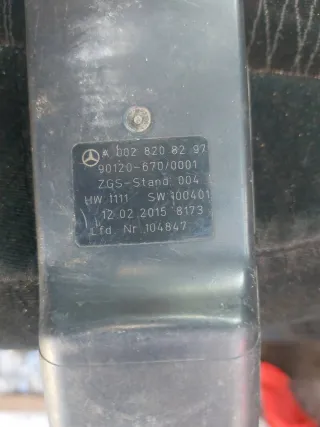 A 002 820 82 97
90120-670/0001
ZGS-Stand. 004
HW 1111 SW 100401
12.02.2015 8173
Lfd. Nr. 104847